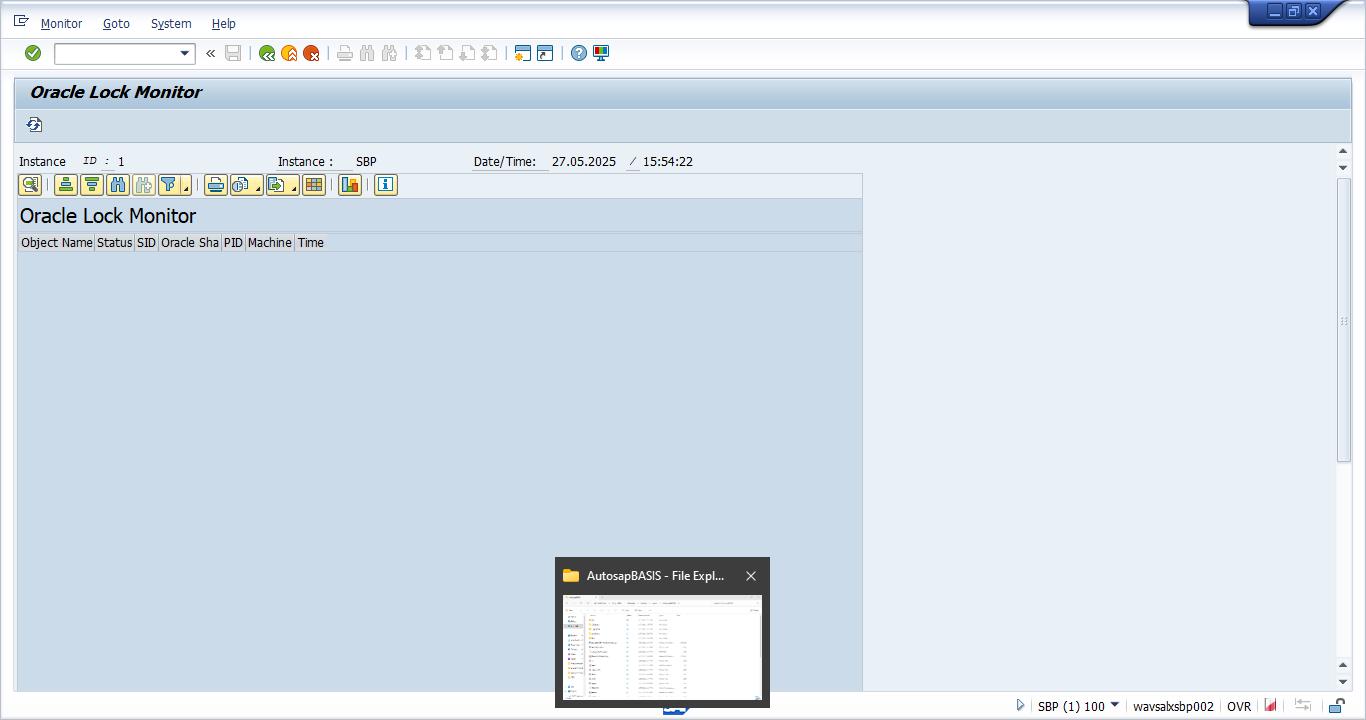 Monitor Goto System Help
«
Oracle Lock Monitor
Instance ID : 1 Instance : SBP Date/Time: 27.05.2025 / 15:54:22
Oracle Lock Monitor
Object Name Status SID Oracle Sha PID Machine Time
AutosapBASIS - File Expl...
SBP (1) 100 wavsalxsbp002 OVR